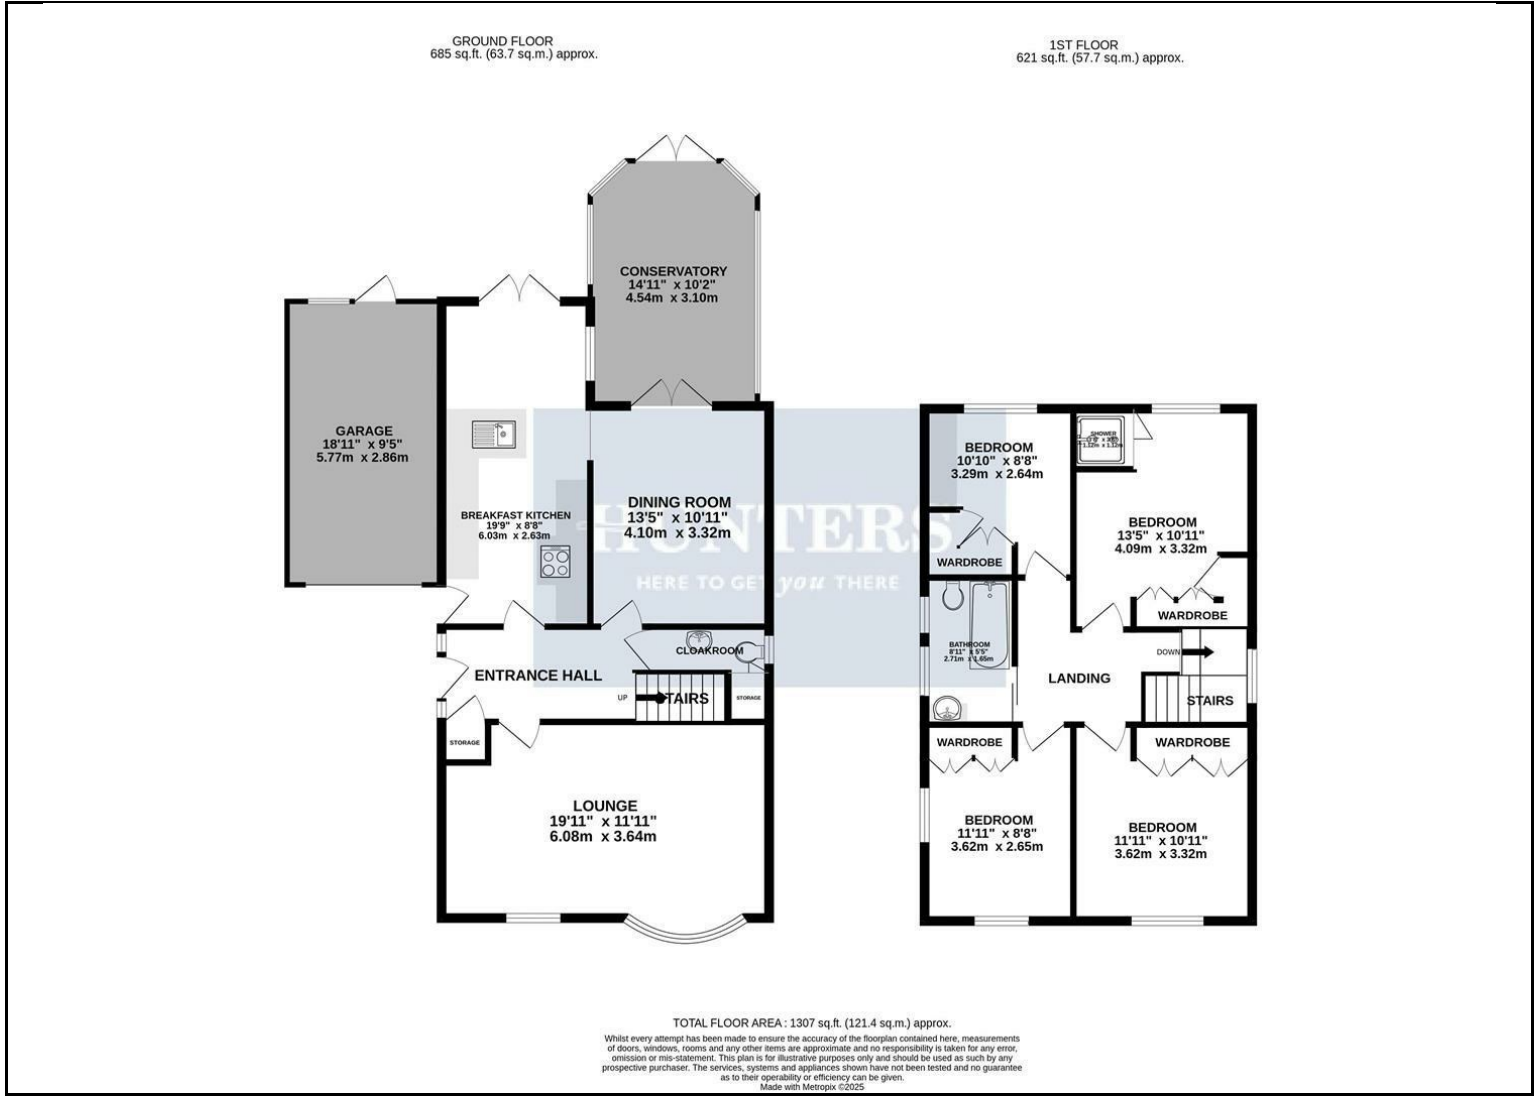 GROUND FLOOR
685 sq.ft. (63.7 sq.m.) approx.
1ST FLOOR
621 sq.ft. (57.7 sq.m.) approx.
CONSERVATORY
14'11" x 10'2"
4.54m x 3.10m
GARAGE
18'11" x 9'5"
5.77m x 2.86m
BREAKFAST KITCHEN
19'9" x 8'8"
6.03m x 2.63m
DINING ROOM
13'5" x 10'11"
4.10m x 3.32m
HUNTERS
HERE TO GET you THERE
CLOAKROOM
ENTRANCE HALL
UP
STAIRS
STORAGE
STORAGE
LOUNGE
19'11" x 11'11"
6.08m x 3.64m
BEDROOM
10'10" x 8'8"
3.29m x 2.64m
WARDROBE
SHOWER
BEDROOM
13'5" x 10'11"
4.09m x 3.32m
WARDROBE
BATHROOM
8'11" x 5'5"
2.71m x 1.65m
DOWN
LANDING
STAIRS
WARDROBE
WARDROBE
BEDROOM
11'11" x 8'8"
3.62m x 2.65m
BEDROOM
11'11" x 10'11"
3.62m x 3.32m
TOTAL FLOOR AREA : 1307 sq.ft. (121.4 sq.m.) approx.
Whilst every attempt has been made to ensure the accuracy of the floorplan contained here, measurements
of doors, windows, rooms and any other items are approximate and no responsibility is taken for any error,
omission or mis-statement. This plan is for illustrative purposes only and should be used as such by any
prospective purchaser. The services, systems and appliances shown have not been tested and no guarantee
as to their operability or efficiency can be given.
Made with Metropix ©2025